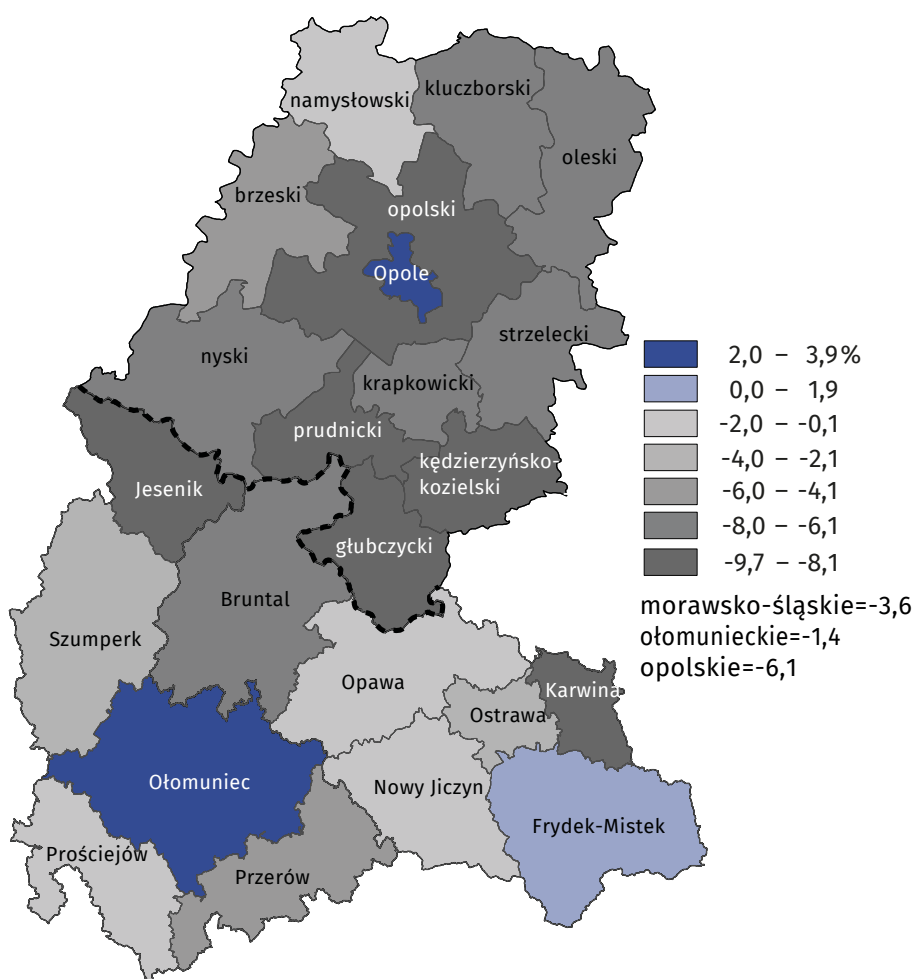 kluczborski
namysłowski
oleski
brzeski
opolski
Opole
strzelecki
nyski
krapkowicki
prudnicki
kędzierzyńsko-
kozielski
Jesenik
głubczycki
Bruntal
Szumperk
Opawa
Karwina
Ostrawa
Ołomuniec
Nowy Jiczyn
Frydek-Mistek
Prościejów
Przerów
2,0 – 3,9%
0,0 – 1,9
-2,0 – -0,1
-4,0 – -2,1
-6,0 – -4,1
-8,0 – -6,1
-9,7 – -8,1
morawsko-śląskie=-3,6
ołomunieckie=-1,4
opolskie=-6,1